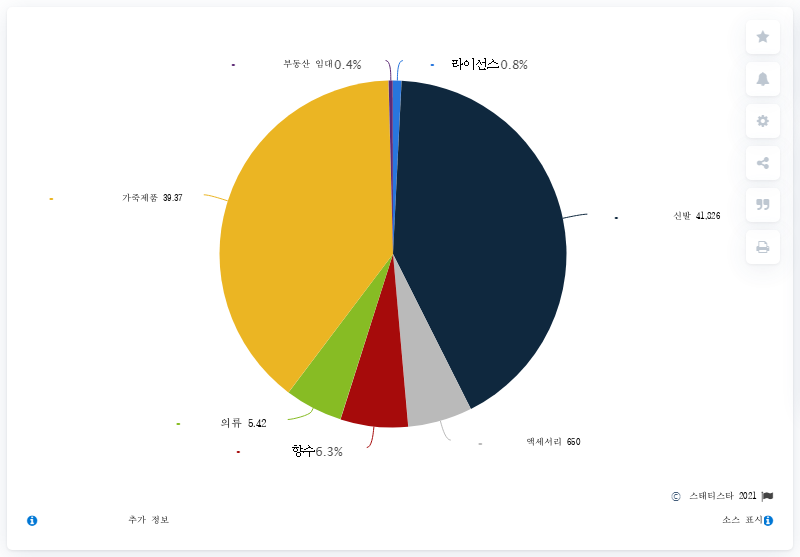 부동산 임대0.4%
라이선스0.8%
가죽제품 39.37
신발 41,826
의류 5.42
향수6.3%
액세서리 650
© 스태티스타 2021
추가 정보
소스 표시